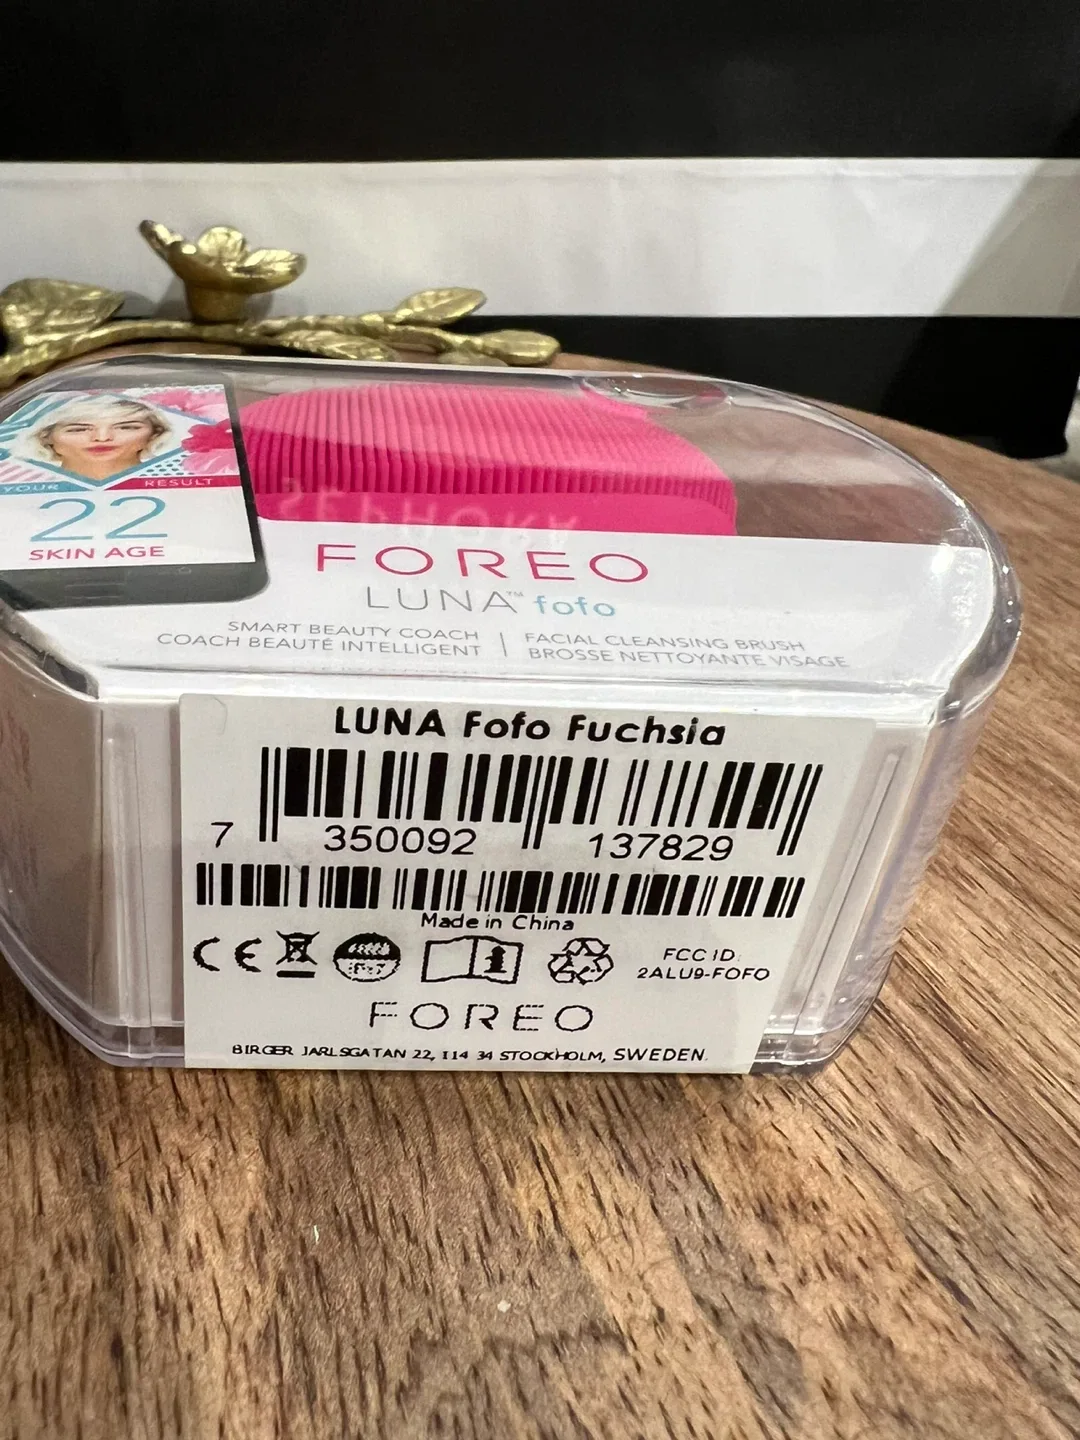 YOUR RESULT
22
SKIN AGE
SEPHORA
FOREO
LUNA™ fofo
SMART BEAUTY COACH
COACH BEAUTÉ INTELLIGENT
FACIAL CLEANSING BRUSH
BROSSE NETTOYANTE VISAGE
LUNA Fofo Fuchsia
7 350092 137829
Made in China
CE
FCC ID:
2ALU9-FOFO
FOREO
BIRGER JARLSGATAN 22, 114 34 STOCKHOLM, SWEDEN.